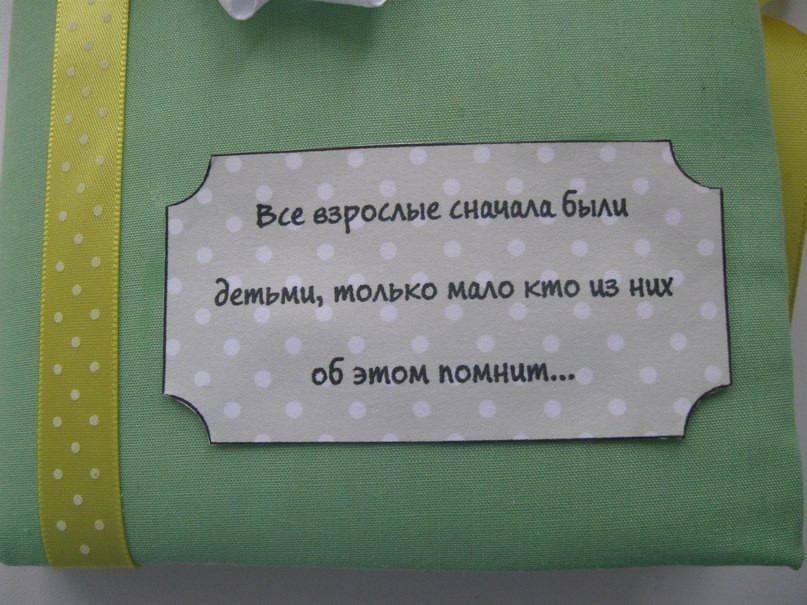 Все взрослые сначала были
детьми, только мало кто из них
об этом помнит...